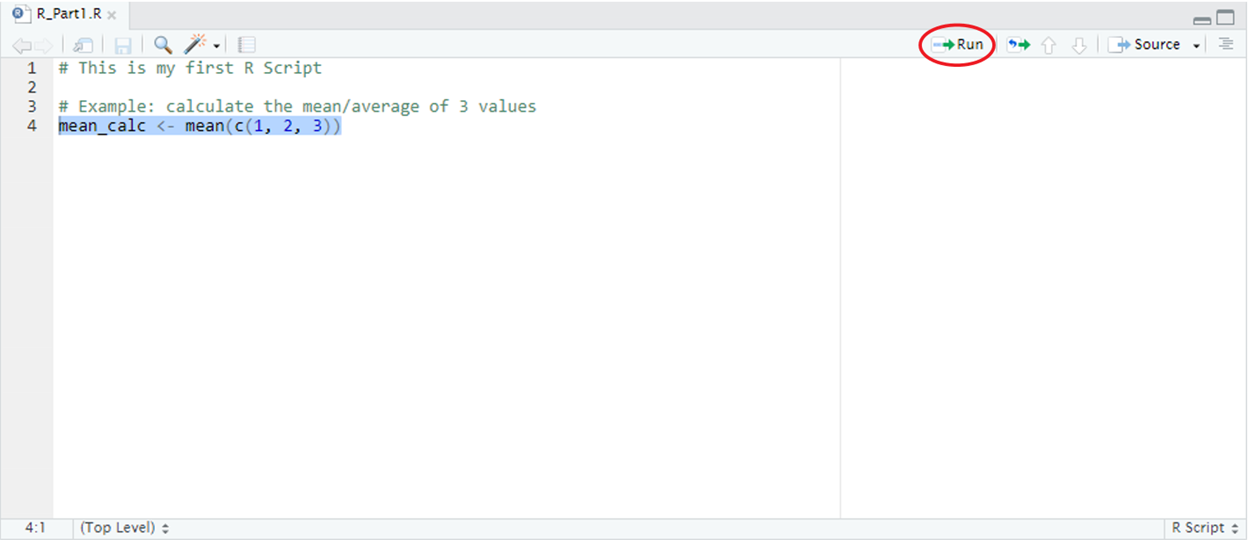 R_Part1.R
Run
Source
1 # This is my first R Script
2
3 # Example: calculate the mean/average of 3 values
4 mean_calc <- mean(c(1, 2, 3))
4:1 (Top Level) R Script